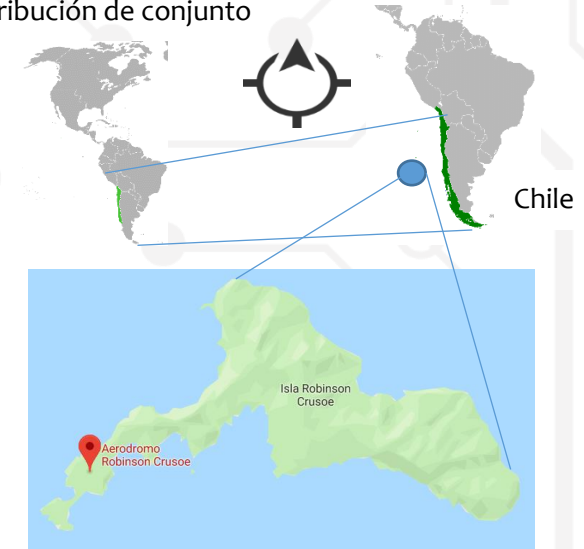 ribución de conjunto
Chile
Isla Robinson
Crusoe
Aerodromo
Robinson Crusoe